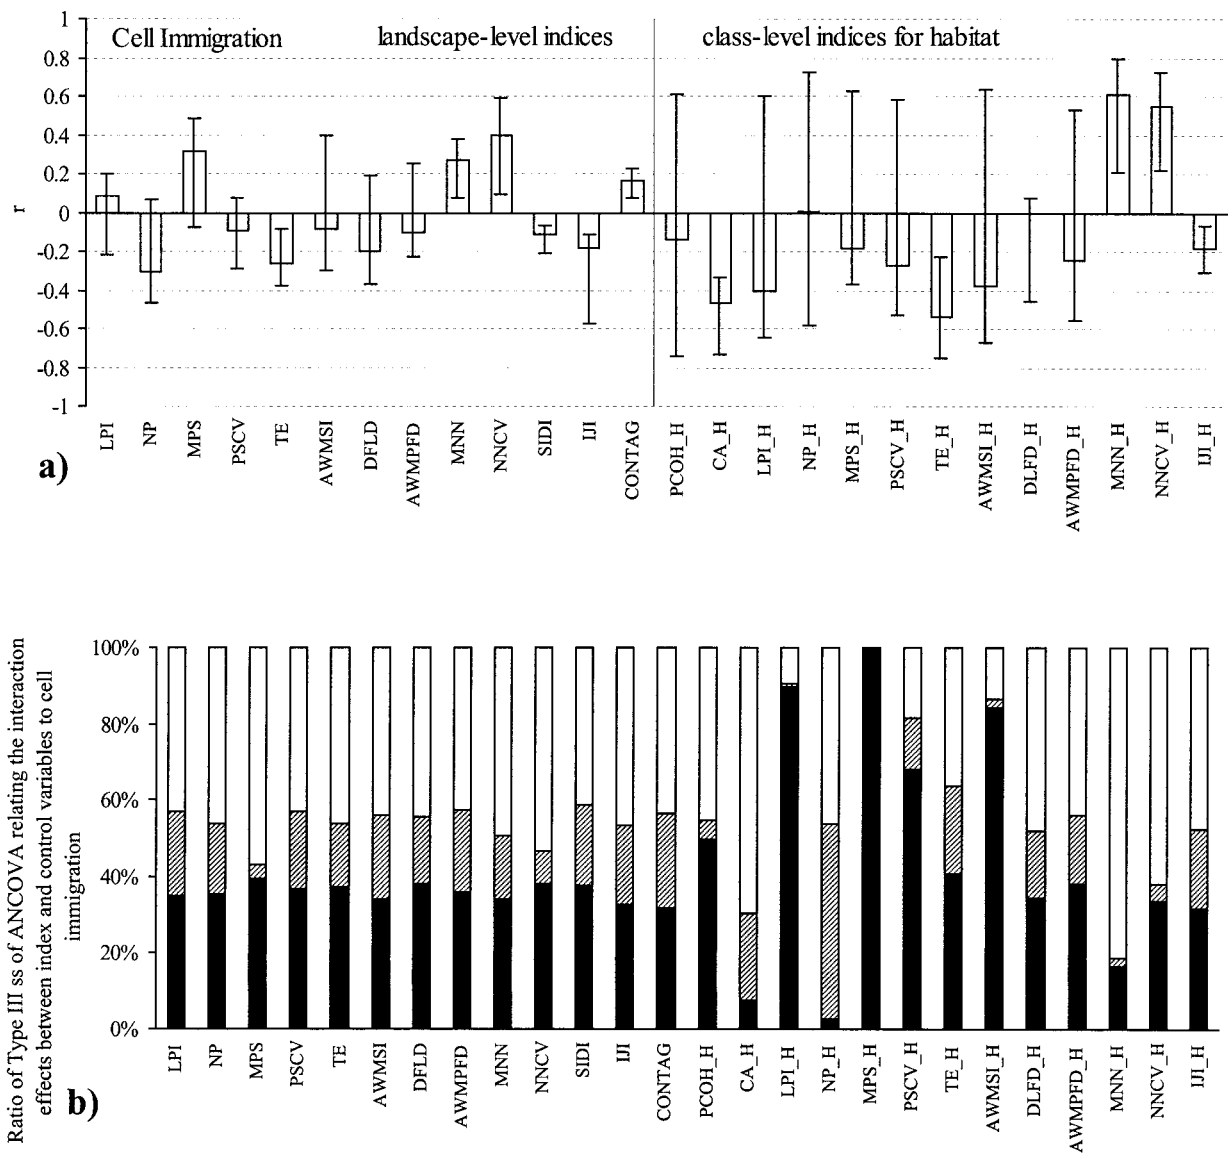 1
0.8
0.6
0.4
0.2
0
-0.2
-0.4
-0.6
-0.8
-1
r
Cell Immigration
landscape-level indices
class-level indices for habitat
LPI
NP
MPS
PSCV
TE
AWMSI
DFLD
AWMPFD
MNN
NNCV
SIDI
IJI
CONTAG
PCOH_H
CA_H
LPI_H
NP_H
MPS_H
PSCV_H
TE_H
AWMSI_H
DLFD_H
AWMPFD_H
MNN_H
NNCV_H
IJI_H
a)
Ratio of Type III ss of ANCOVA relating the interaction
effects between index and control variables to cell
immigration
100%
80%
60%
40%
20%
0%
LPI
NP
MPS
PSCV
TE
AWMSI
DFLD
AWMPFD
MNN
NNCV
SIDI
IJI
CONTAG
PCOH_H
CA_H
LPI_H
NP_H
MPS_H
PSCV_H
TE_H
AWMSI_H
DLFD_H
AWMPFD_H
MNN_H
NNCV_H
IJI_H
b)